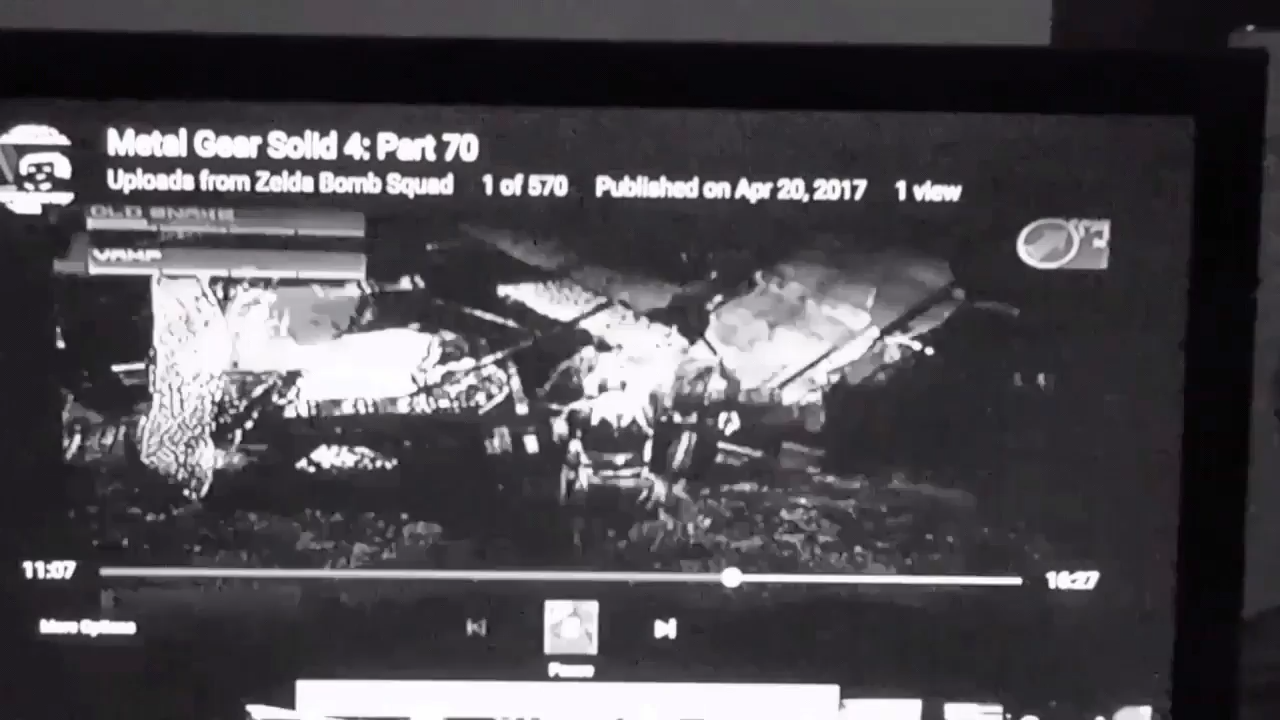 Metal Gear Solid 4: Part 70
Uploads from Zelda Bomb Squad 1 of 570 Published on Apr 20, 2017 1 view
OLD SNAKE
VAMP
11:07 16:27
More Options
Pause